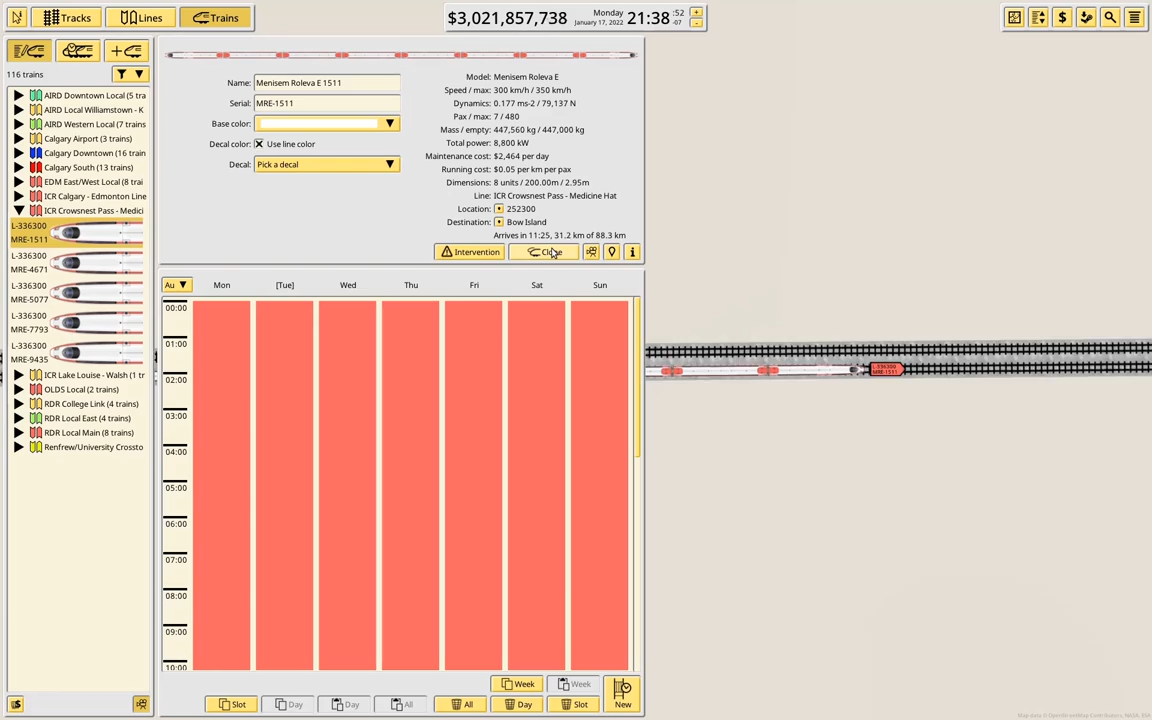 Tracks
Lines
Trains
$3,021,857,738
Monday
January 17, 2022
21:38
:52
-07
+
-
$
116 trains
AIRD Downtown Local (5 tra
AIRD Local Williamstown - K
AIRD Western Local (7 trains
Calgary Airport (3 trains)
Calgary Downtown (16 train
Calgary South (13 trains)
EDM East/West Local (8 trai
ICR Calgary - Edmonton Line
ICR Crowsnest Pass - Medici
L-336300
MRE-1511
L-336300
MRE-4671
L-336300
MRE-5077
L-336300
MRE-7793
L-336300
MRE-9435
ICR Lake Louise - Walsh (1 tr
OLDS Local (2 trains)
RDR College Link (4 trains)
RDR Local East (4 trains)
RDR Local Main (8 trains)
Renfrew/University Crossto
Name: Menisem Roleva E 1511
Serial: MRE-1511
Base color:
Decal color: Use line color
Decal: Pick a decal
Model: Menisem Roleva E
Speed / max: 300 km/h / 350 km/h
Dynamics: 0.177 ms-2 / 79,137 N
Pax / max: 7 / 480
Mass / empty: 447,560 kg / 447,000 kg
Total power: 8,800 kW
Maintenance cost: $2,464 per day
Running cost: $0.05 per km per pax
Dimensions: 8 units / 200.00m / 2.95m
Line: ICR Crowsnest Pass - Medicine Hat
Location: 252300
Destination: Bow Island
Arrives in 11:25, 31.2 km of 88.3 km
Intervention
Clone
Au
Mon
[Tue]
Wed
Thu
Fri
Sat
Sun
00:00
01:00
02:00
03:00
04:00
05:00
06:00
07:00
08:00
09:00
10:00
Week
Week
Slot
Day
Day
All
All
Day
Slot
New
L-336300
MRE-1511
Map data © OpenStreetMap Contributors, NASA, EVA